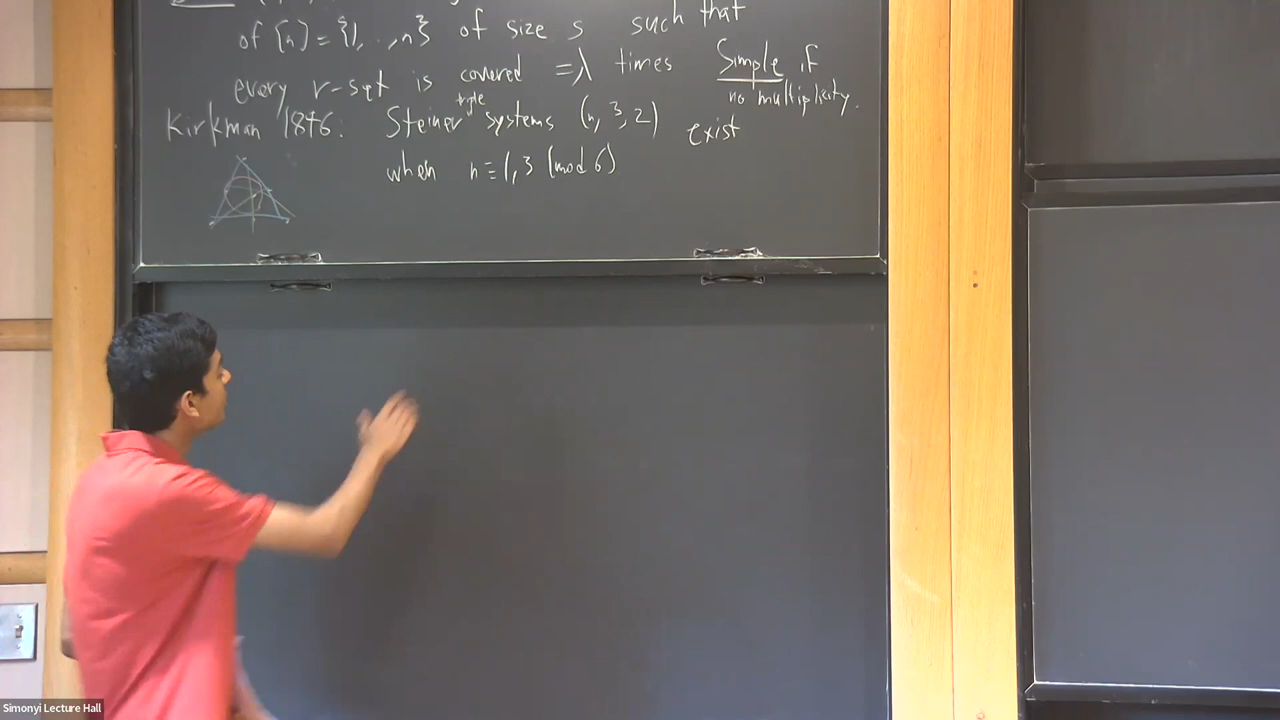 of [n] = {1,..,n} of size s such that
every r-set is covered =λ times Simple if
no multiplicity.
Kirkman 1846: Steiner triple systems (n, 3, 2) exist
when n ≡ 1,3 (mod 6)
Simonyi Lecture Hall